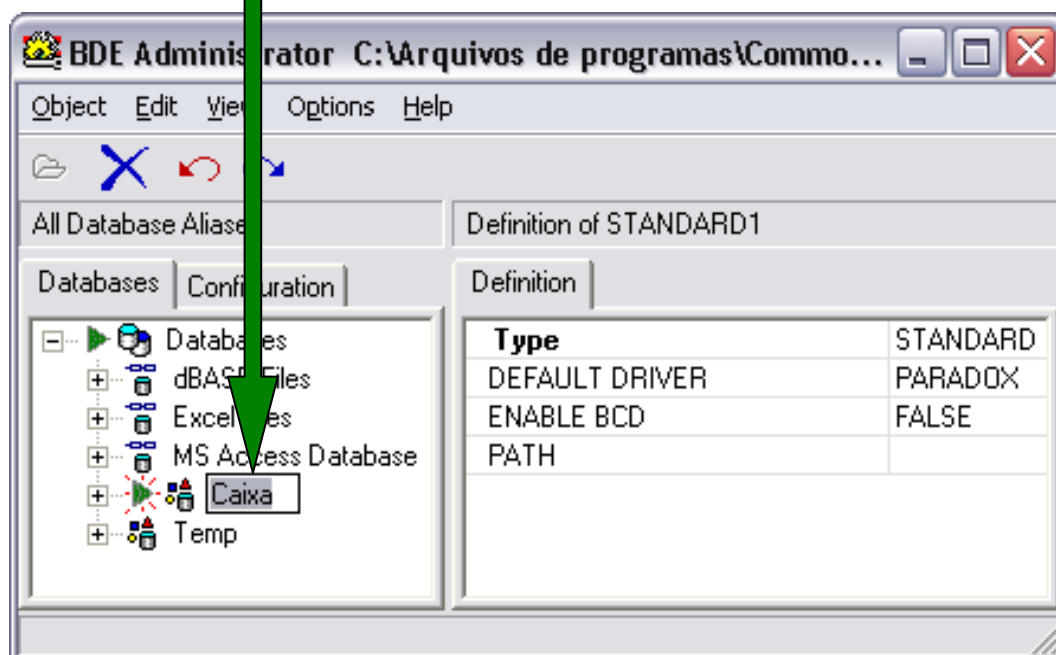 BDE Administrator C:\Arquivos de programas\Commo...
Object Edit View Options Help
All Database Aliases Definition of STANDARD1
Databases Configuration Definition
Databases
dBASE Files
Excel Files
MS Access Database
Caixa
Temp
Type STANDARD
DEFAULT DRIVER PARADOX
ENABLE BCD FALSE
PATH